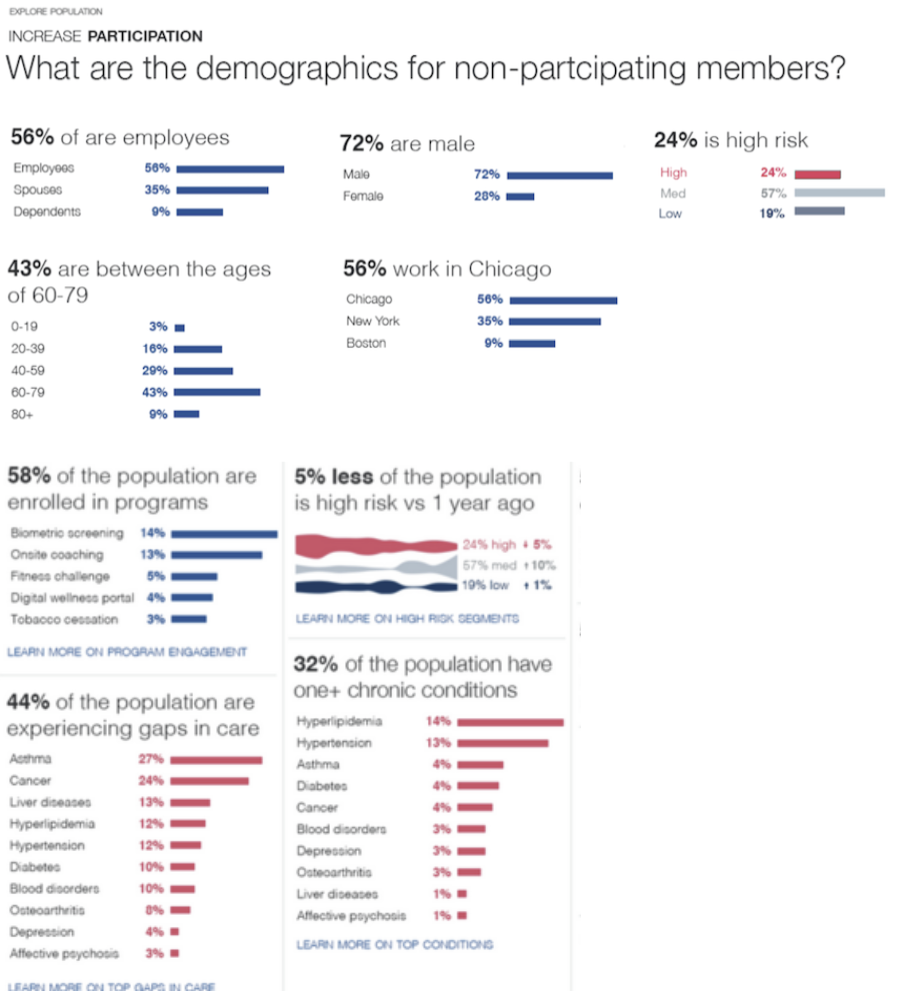 EXPLORE POPULATION
INCREASE PARTICIPATION
What are the demographics for non-partcipating members?
56% of are employees
Employees 56%
Spouses 35%
Dependents 9%
72% are male
Male 72%
Female 28%
24% is high risk
High 24%
Med 57%
Low 19%
43% are between the ages
of 60-79
0-19 3%
20-39 16%
40-59 29%
60-79 43%
80+ 9%
56% work in Chicago
Chicago 56%
New York 35%
Boston 9%
58% of the population are
enrolled in programs
Biometric screening 14%
Onsite coaching 13%
Fitness challenge 5%
Digital wellness portal 4%
Tobacco cessation 3%
LEARN MORE ON PROGRAM ENGAGEMENT
5% less of the population
is high risk vs 1 year ago
24% high ↓ 5%
57% med ↑ 10%
19% low ↑ 1%
LEARN MORE ON HIGH RISK SEGMENTS
44% of the population are
experiencing gaps in care
Asthma 27%
Cancer 24%
Liver diseases 13%
Hyperlipidemia 12%
Hypertension 12%
Diabetes 10%
Blood disorders 10%
Osteoarthritis 8%
Depression 4%
Affective psychosis 3%
LEARN MORE ON TOP GAPS IN CARE
32% of the population have
one+ chronic conditions
Hyperlipidemia 14%
Hypertension 13%
Asthma 4%
Diabetes 4%
Cancer 4%
Blood disorders 3%
Depression 3%
Osteoarthritis 3%
Liver diseases 1%
Affective psychosis 1%
LEARN MORE ON TOP CONDITIONS